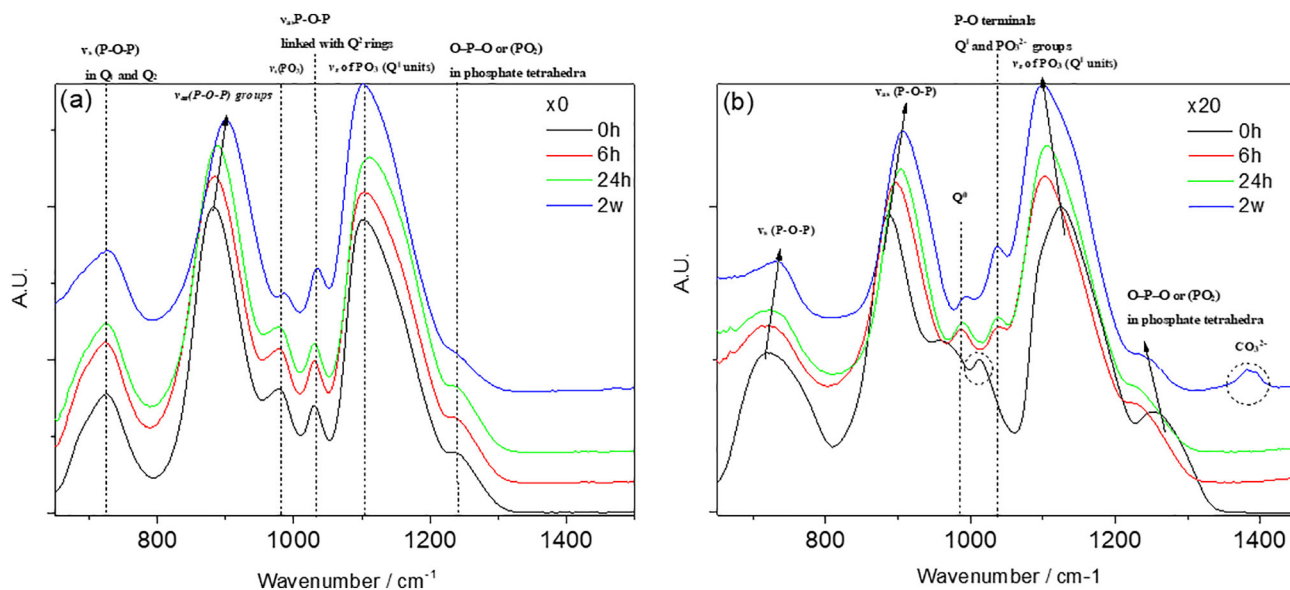 νₐₛP-O-P
linked with Q² rings
νₛ (P-O-P)
in Q₁ and Q₂
νₛ(PO₃)
νₛ of PO₃ (Q¹ units)
O–P–O or (PO₂)
in phosphate tetrahedra
(a)
νₐₛ(P-O-P) groups
x0
0h
6h
24h
2w
A.U.
800
1000
1200
1400
Wavenumber / cm⁻¹
P-O terminals
Q¹ and PO₃²⁻ groups
νₛ of PO₃ (Q¹ units)
(b)
νₐₛ (P-O-P)
x20
0h
6h
24h
2w
Q⁰
νₛ (P-O-P)
O–P–O or (PO₂)
in phosphate tetrahedra
CO₃²⁻
A.U.
800
1000
1200
1400
Wavenumber / cm-1